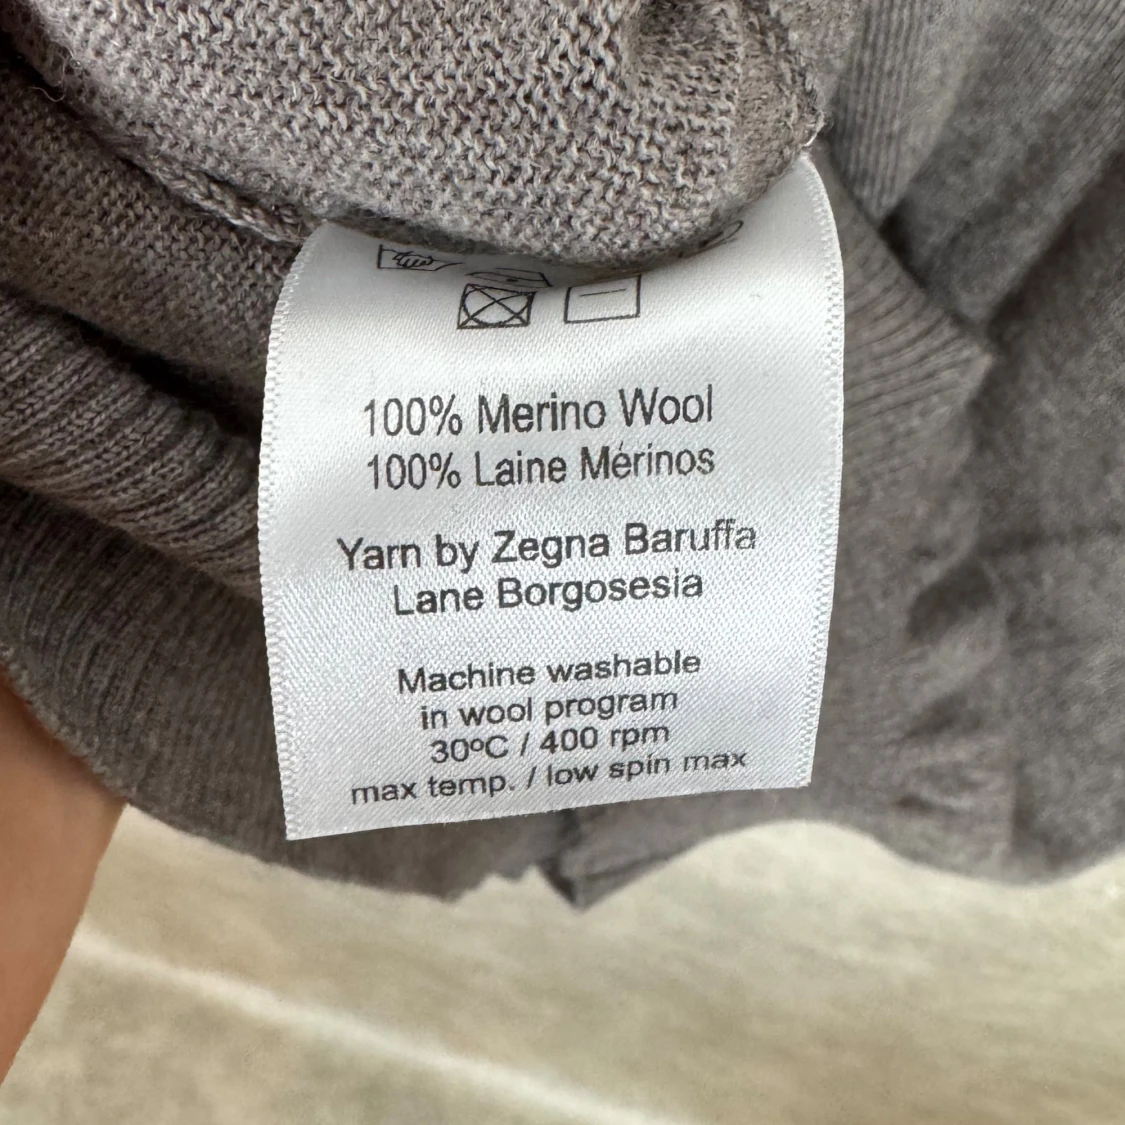 100% Merino Wool
100% Laine Mérinos
Yarn by Zegna Baruffa
Lane Borgosesia
Machine washable
in wool program
30ºC / 400 rpm
max temp. / low spin max